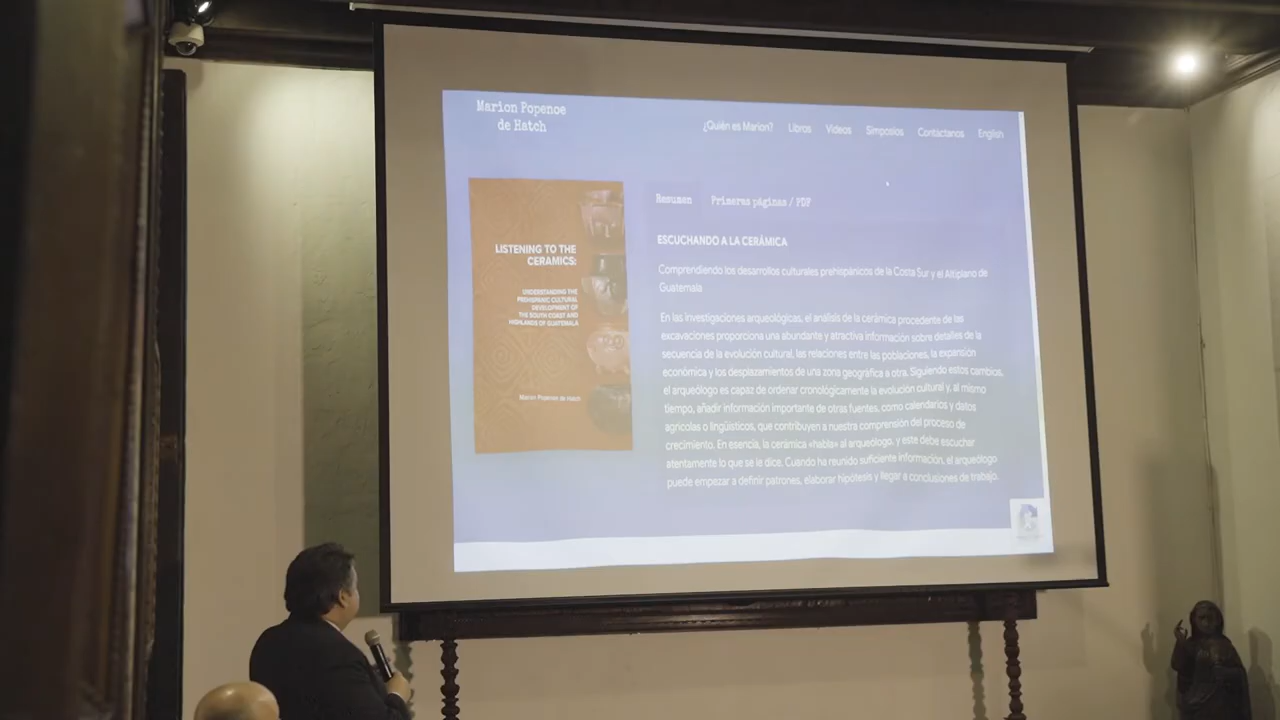 Marion Popenoe
de Hatch
¿Quién es Marion? Libros Videos Simposios Contáctanos English
LISTENING TO THE
CERAMICS:
UNDERSTANDING THE
PREHISPANIC CULTURAL
DEVELOPMENT OF
THE SOUTH COAST AND
HIGHLANDS OF GUATEMALA
Marion Popenoe de Hatch
Resumen Primeras páginas / PDF
ESCUCHANDO A LA CERÁMICA
Comprendiendo los desarrollos culturales prehispánicos de la Costa Sur y el Altiplano de
Guatemala
En las investigaciones arqueológicas, el análisis de la cerámica procedente de las
excavaciones proporciona una abundante y atractiva información sobre detalles de la
secuencia de la evolución cultural, las relaciones entre las poblaciones, la expansión
económica y los desplazamientos de una zona geográfica a otra. Siguiendo estos cambios,
el arqueólogo es capaz de ordenar cronológicamente la evolución cultural y, al mismo
tiempo, añadir información importante de otras fuentes, como calendarios y datos
agrícolas o lingüísticos, que contribuyen a nuestra comprensión del proceso de
crecimiento. En esencia, la cerámica «habla» al arqueólogo, y este debe escuchar
atentamente lo que se le dice. Cuando ha reunido suficiente información, el arqueólogo
puede empezar a definir patrones, elaborar hipótesis y llegar a conclusiones de trabajo.